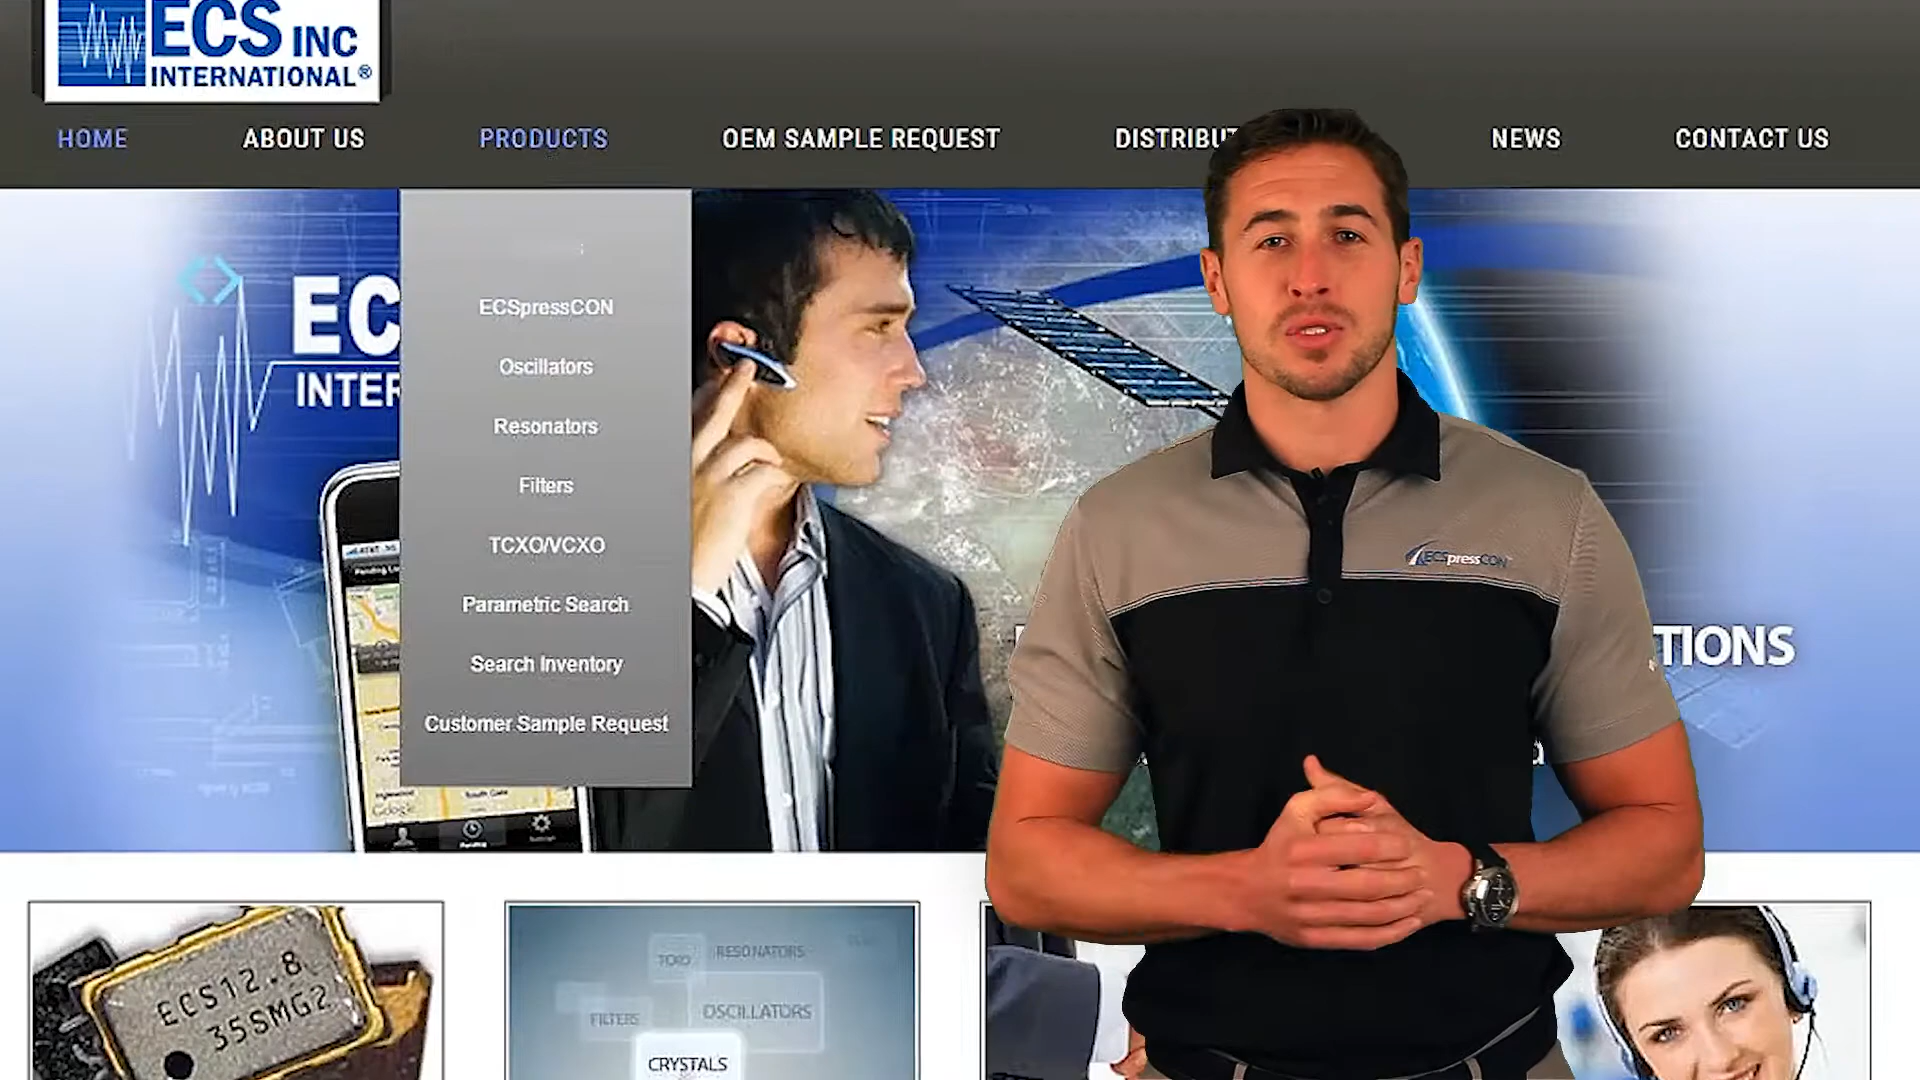 ECS INC
INTERNATIONAL®
HOME
ABOUT US
PRODUCTS
OEM SAMPLE REQUEST
DISTRIBUT
NEWS
CONTACT US
EC
INTER
ECSpressCON
Oscillators
Resonators
Filters
TCXO/VCXO
Parametric Search
Search Inventory
Customer Sample Request
ECSpressCON
TIONS
Google
ECS12.8
35SMG2
TCXO
RESONATORS
FILTERS
OSCILLATORS
CRYSTALS